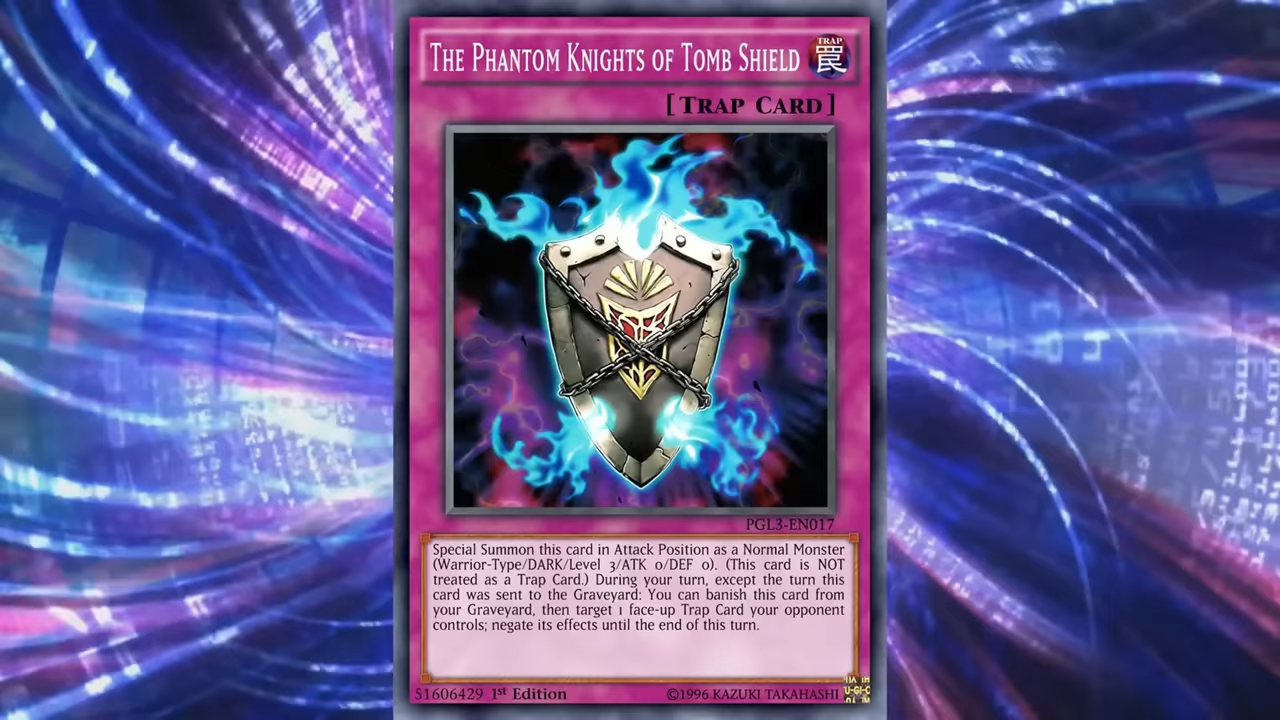 The Phantom Knights of Tomb Shield
TRAP
罠
[Trap Card]
PGL3-EN017
Special Summon this card in Attack Position as a Normal Monster
(Warrior-Type/DARK/Level 3/ATK 0/DEF 0). (This card is NOT
treated as a Trap Card.) During your turn, except the turn this
card was sent to the Graveyard: You can banish this card from
your Graveyard, then target 1 face-up Trap Card your opponent
controls; negate its effects until the end of this turn.
51606429 1st Edition
©1996 KAZUKI TAKAHASHI